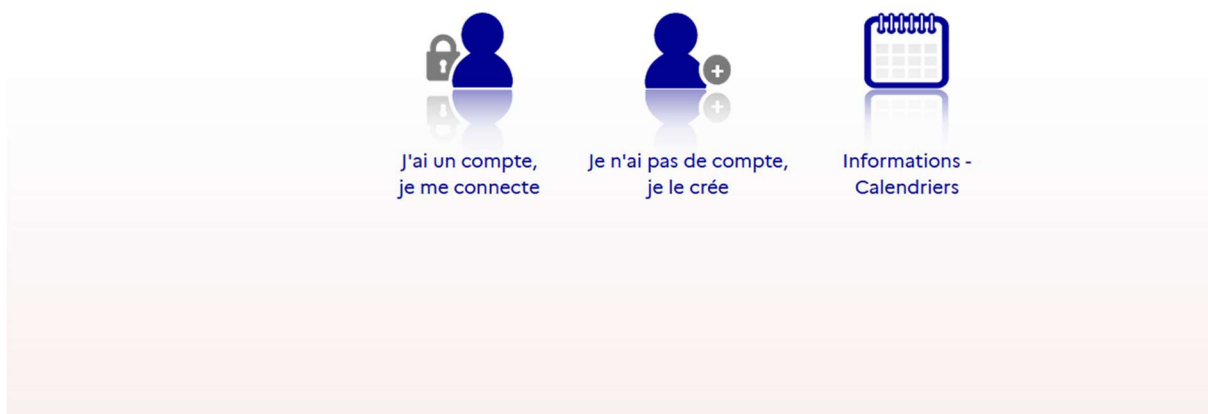 J'ai un compte,
je me connecte
Je n'ai pas de compte,
je le crée
Informations -
Calendriers